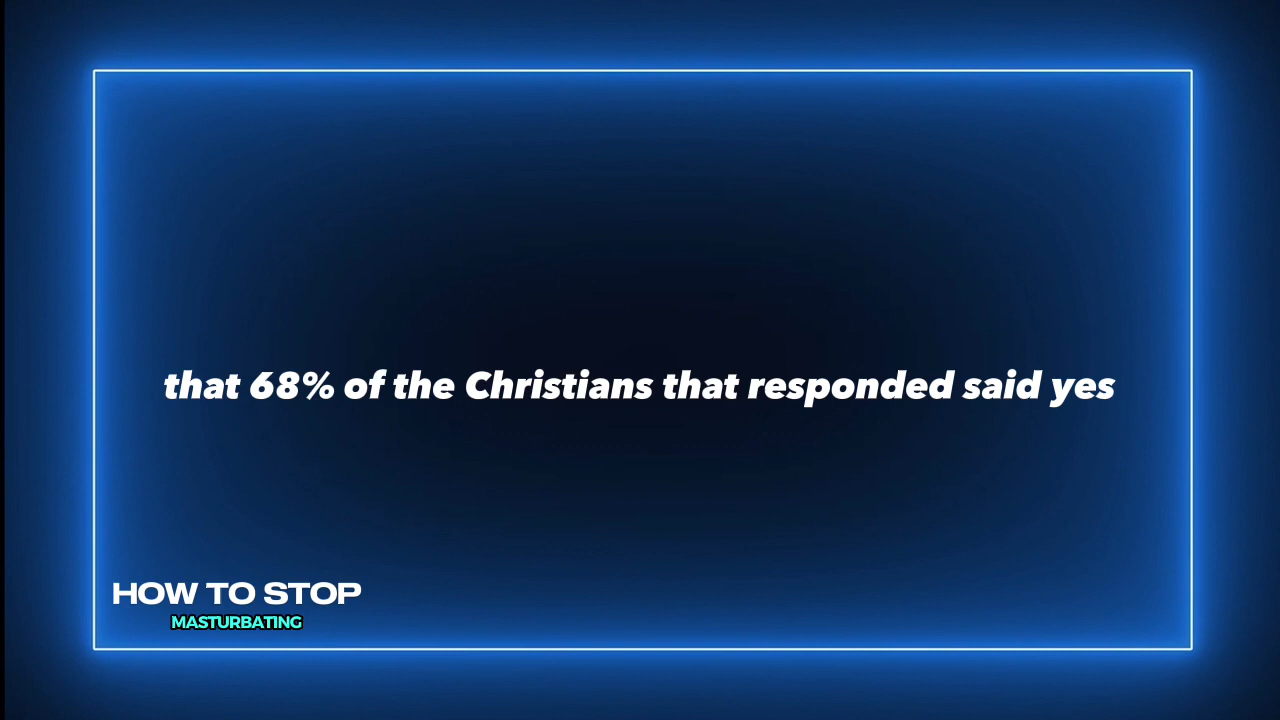 that 68% of the Christians that responded said yes
HOW TO STOP
MASTURBATING